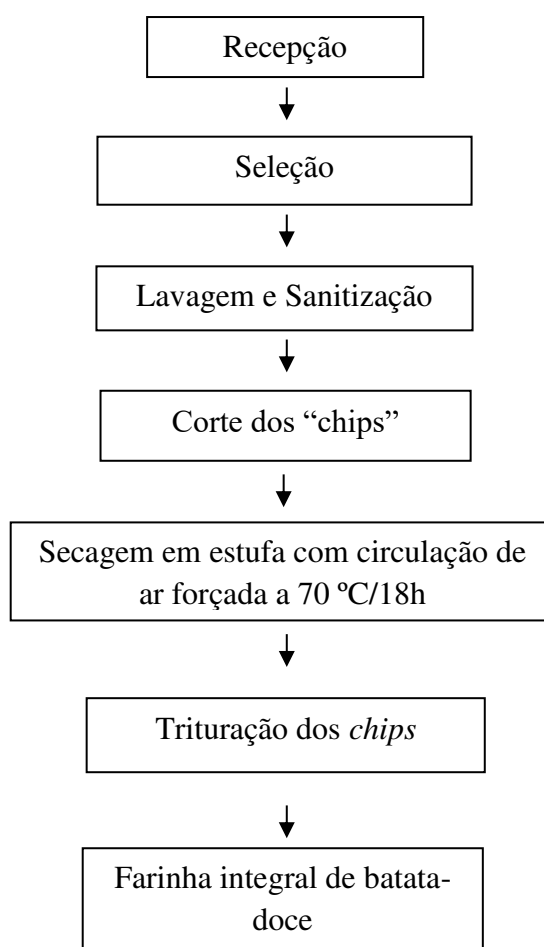 Recepção
Seleção
Lavagem e Sanitização
Corte dos “chips”
Secagem em estufa com circulação de
ar forçada a 70 ºC/18h
Trituração dos chips
Farinha integral de batata-
doce